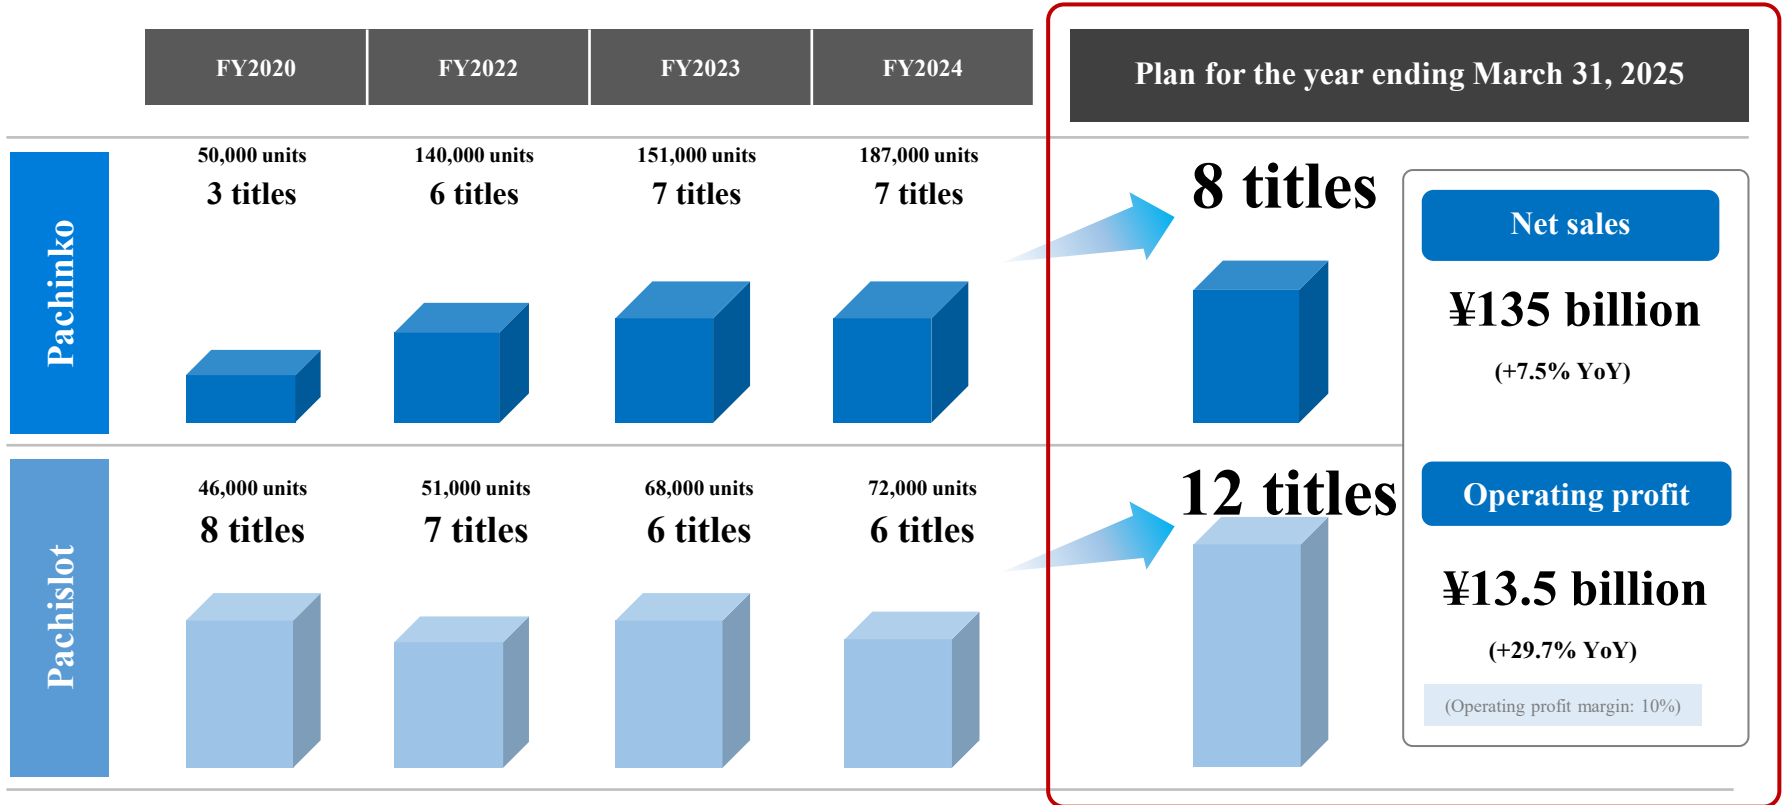 FY2020
FY2022
FY2023
FY2024
Plan for the year ending March 31, 2025
Pachinko
50,000 units
3 titles
140,000 units
6 titles
151,000 units
7 titles
187,000 units
7 titles
8 titles
Net sales
¥135 billion
(+7.5% YoY)
Pachislot
46,000 units
8 titles
51,000 units
7 titles
68,000 units
6 titles
72,000 units
6 titles
12 titles
Operating profit
¥13.5 billion
(+29.7% YoY)
(Operating profit margin: 10%)